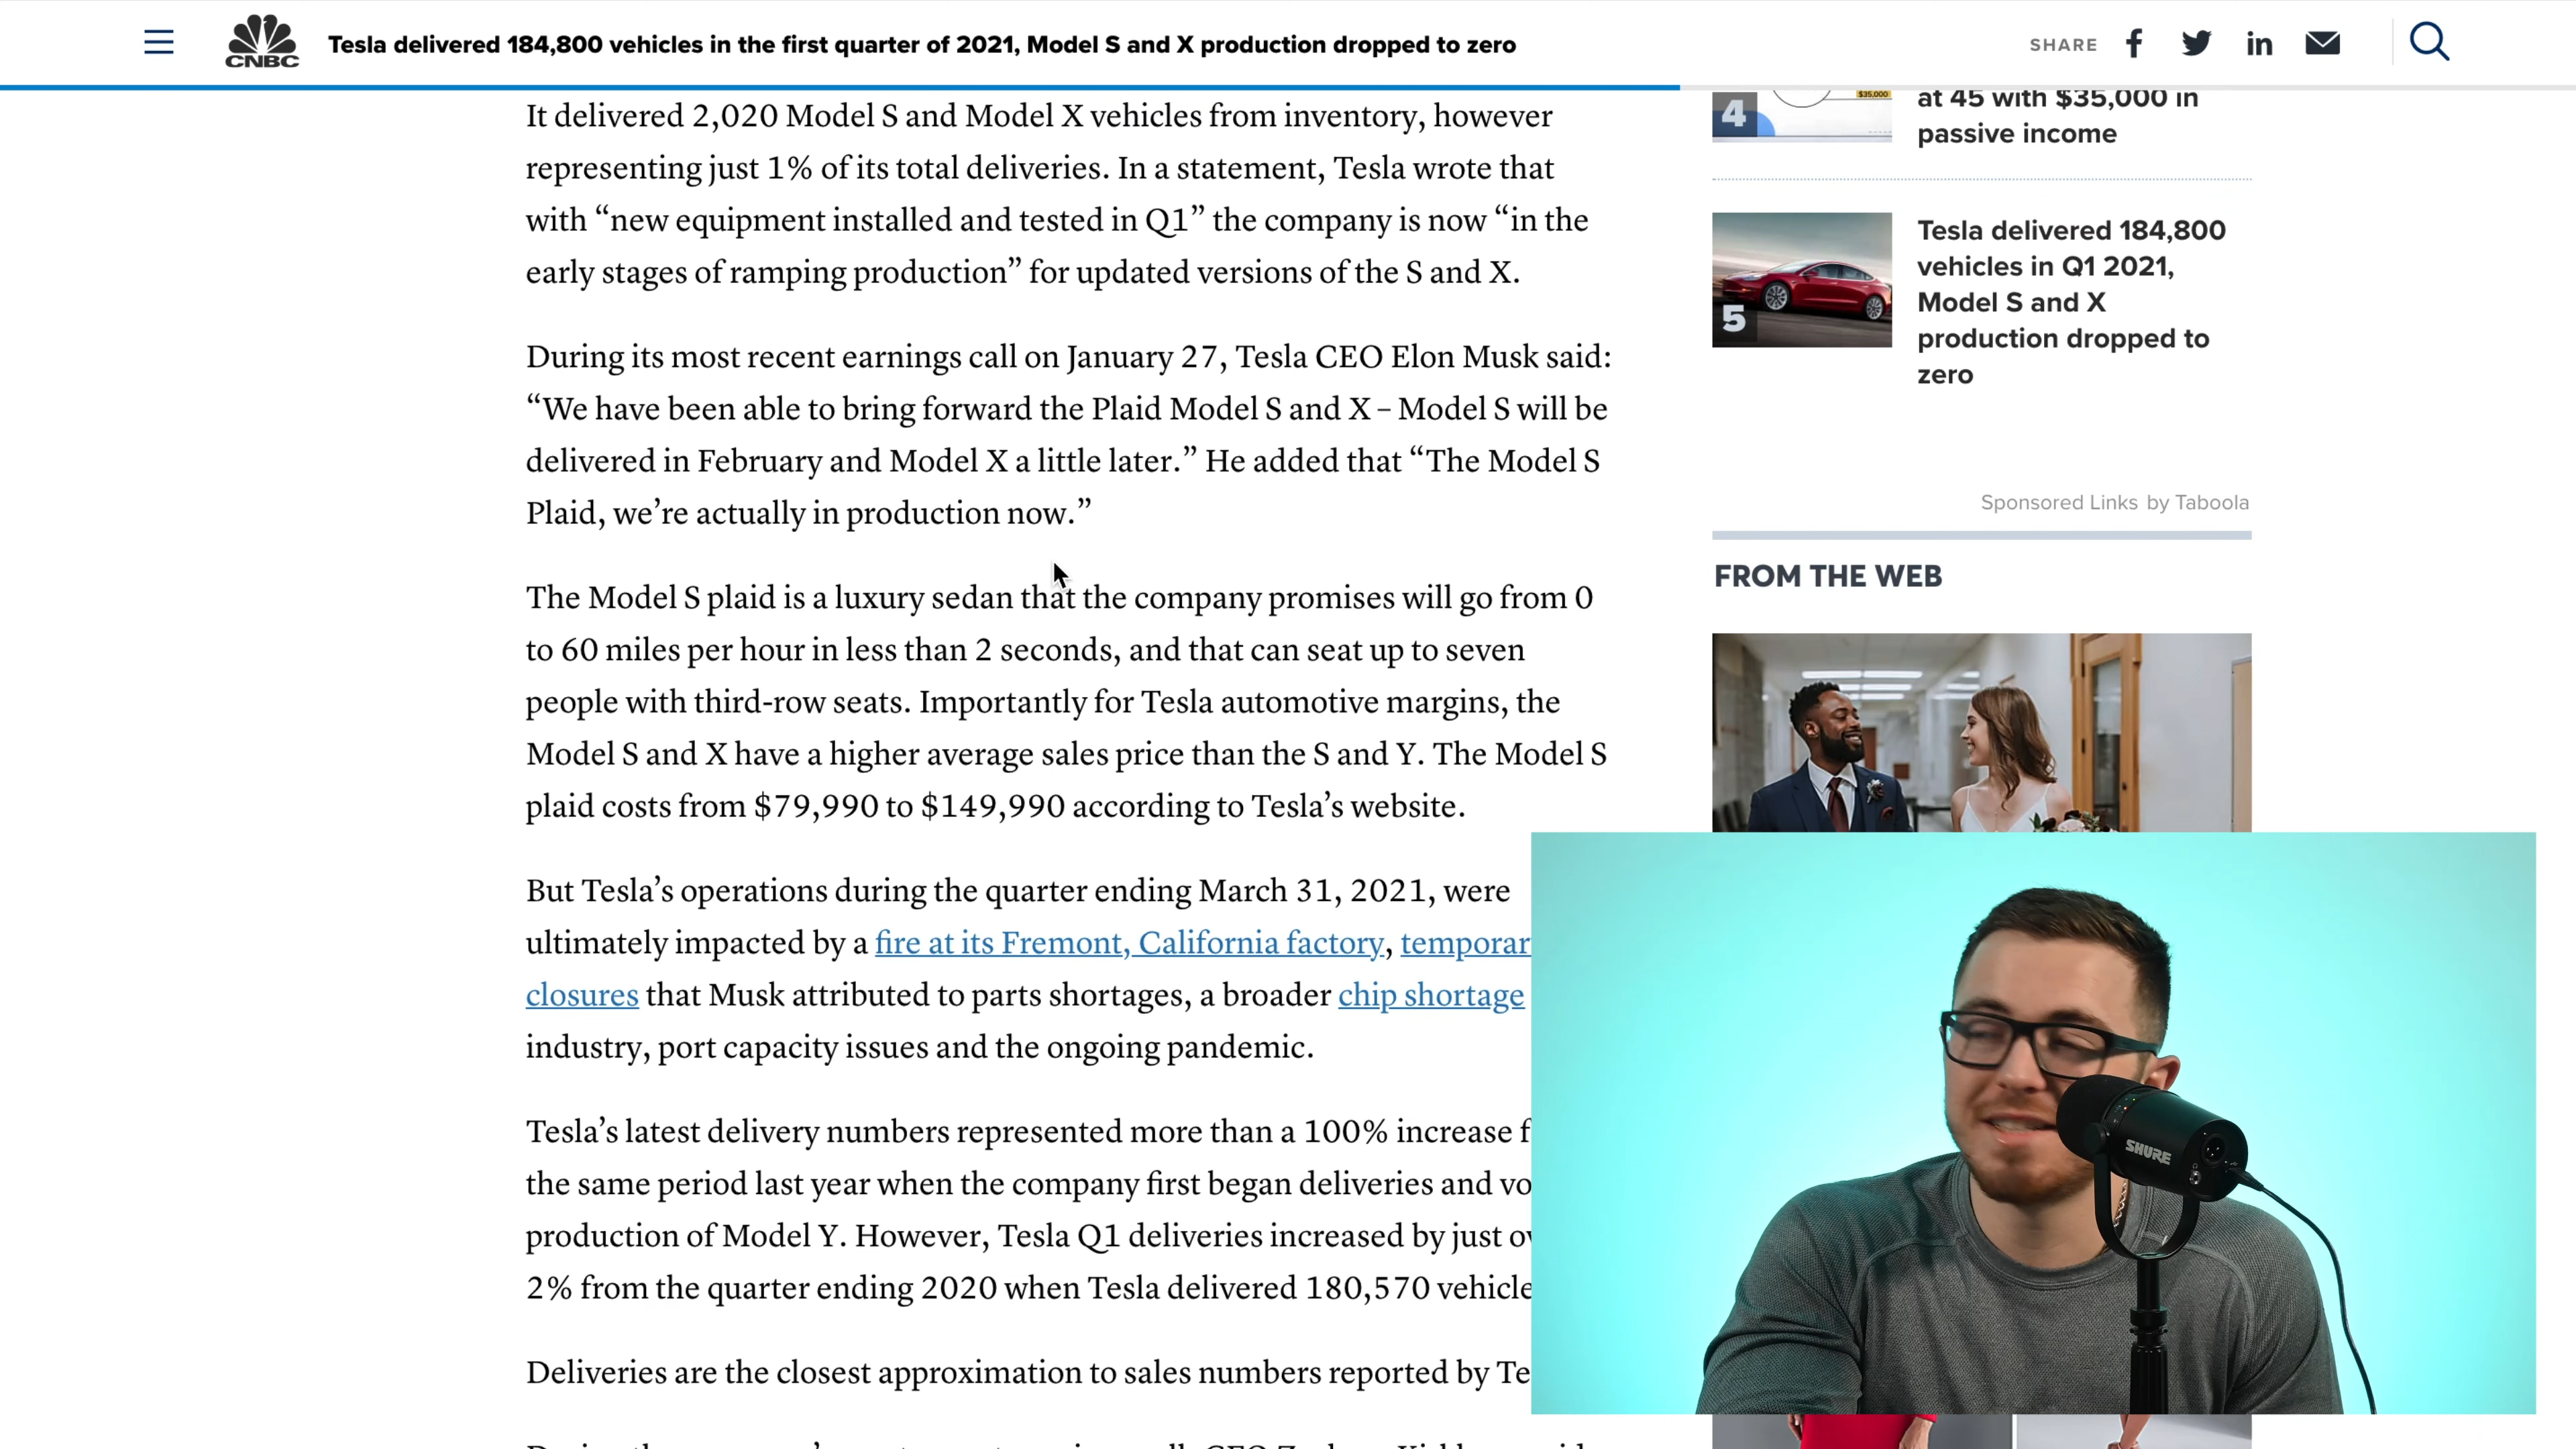 CNBC
Tesla delivered 184,800 vehicles in the first quarter of 2021, Model S and X production dropped to zero
SHARE
It delivered 2,020 Model S and Model X vehicles from inventory, however
representing just 1% of its total deliveries. In a statement, Tesla wrote that
with “new equipment installed and tested in Q1” the company is now “in the
early stages of ramping production” for updated versions of the S and X.
During its most recent earnings call on January 27, Tesla CEO Elon Musk said:
“We have been able to bring forward the Plaid Model S and X – Model S will be
delivered in February and Model X a little later.” He added that “The Model S
Plaid, we’re actually in production now.”
The Model S plaid is a luxury sedan that the company promises will go from 0
to 60 miles per hour in less than 2 seconds, and that can seat up to seven
people with third-row seats. Importantly for Tesla automotive margins, the
Model S and X have a higher average sales price than the S and Y. The Model S
plaid costs from $79,990 to $149,990 according to Tesla’s website.
But Tesla’s operations during the quarter ending March 31, 2021, were
ultimately impacted by a fire at its Fremont, California factory, temporar
closures that Musk attributed to parts shortages, a broader chip shortage
industry, port capacity issues and the ongoing pandemic.
Tesla’s latest delivery numbers represented more than a 100% increase f
the same period last year when the company first began deliveries and vo
production of Model Y. However, Tesla Q1 deliveries increased by just ov
2% from the quarter ending 2020 when Tesla delivered 180,570 vehicle
Deliveries are the closest approximation to sales numbers reported by Te
4
$35,000
at 45 with $35,000 in
passive income
5
Tesla delivered 184,800
vehicles in Q1 2021,
Model S and X
production dropped to
zero
Sponsored Links by Taboola
FROM THE WEB
SHURE